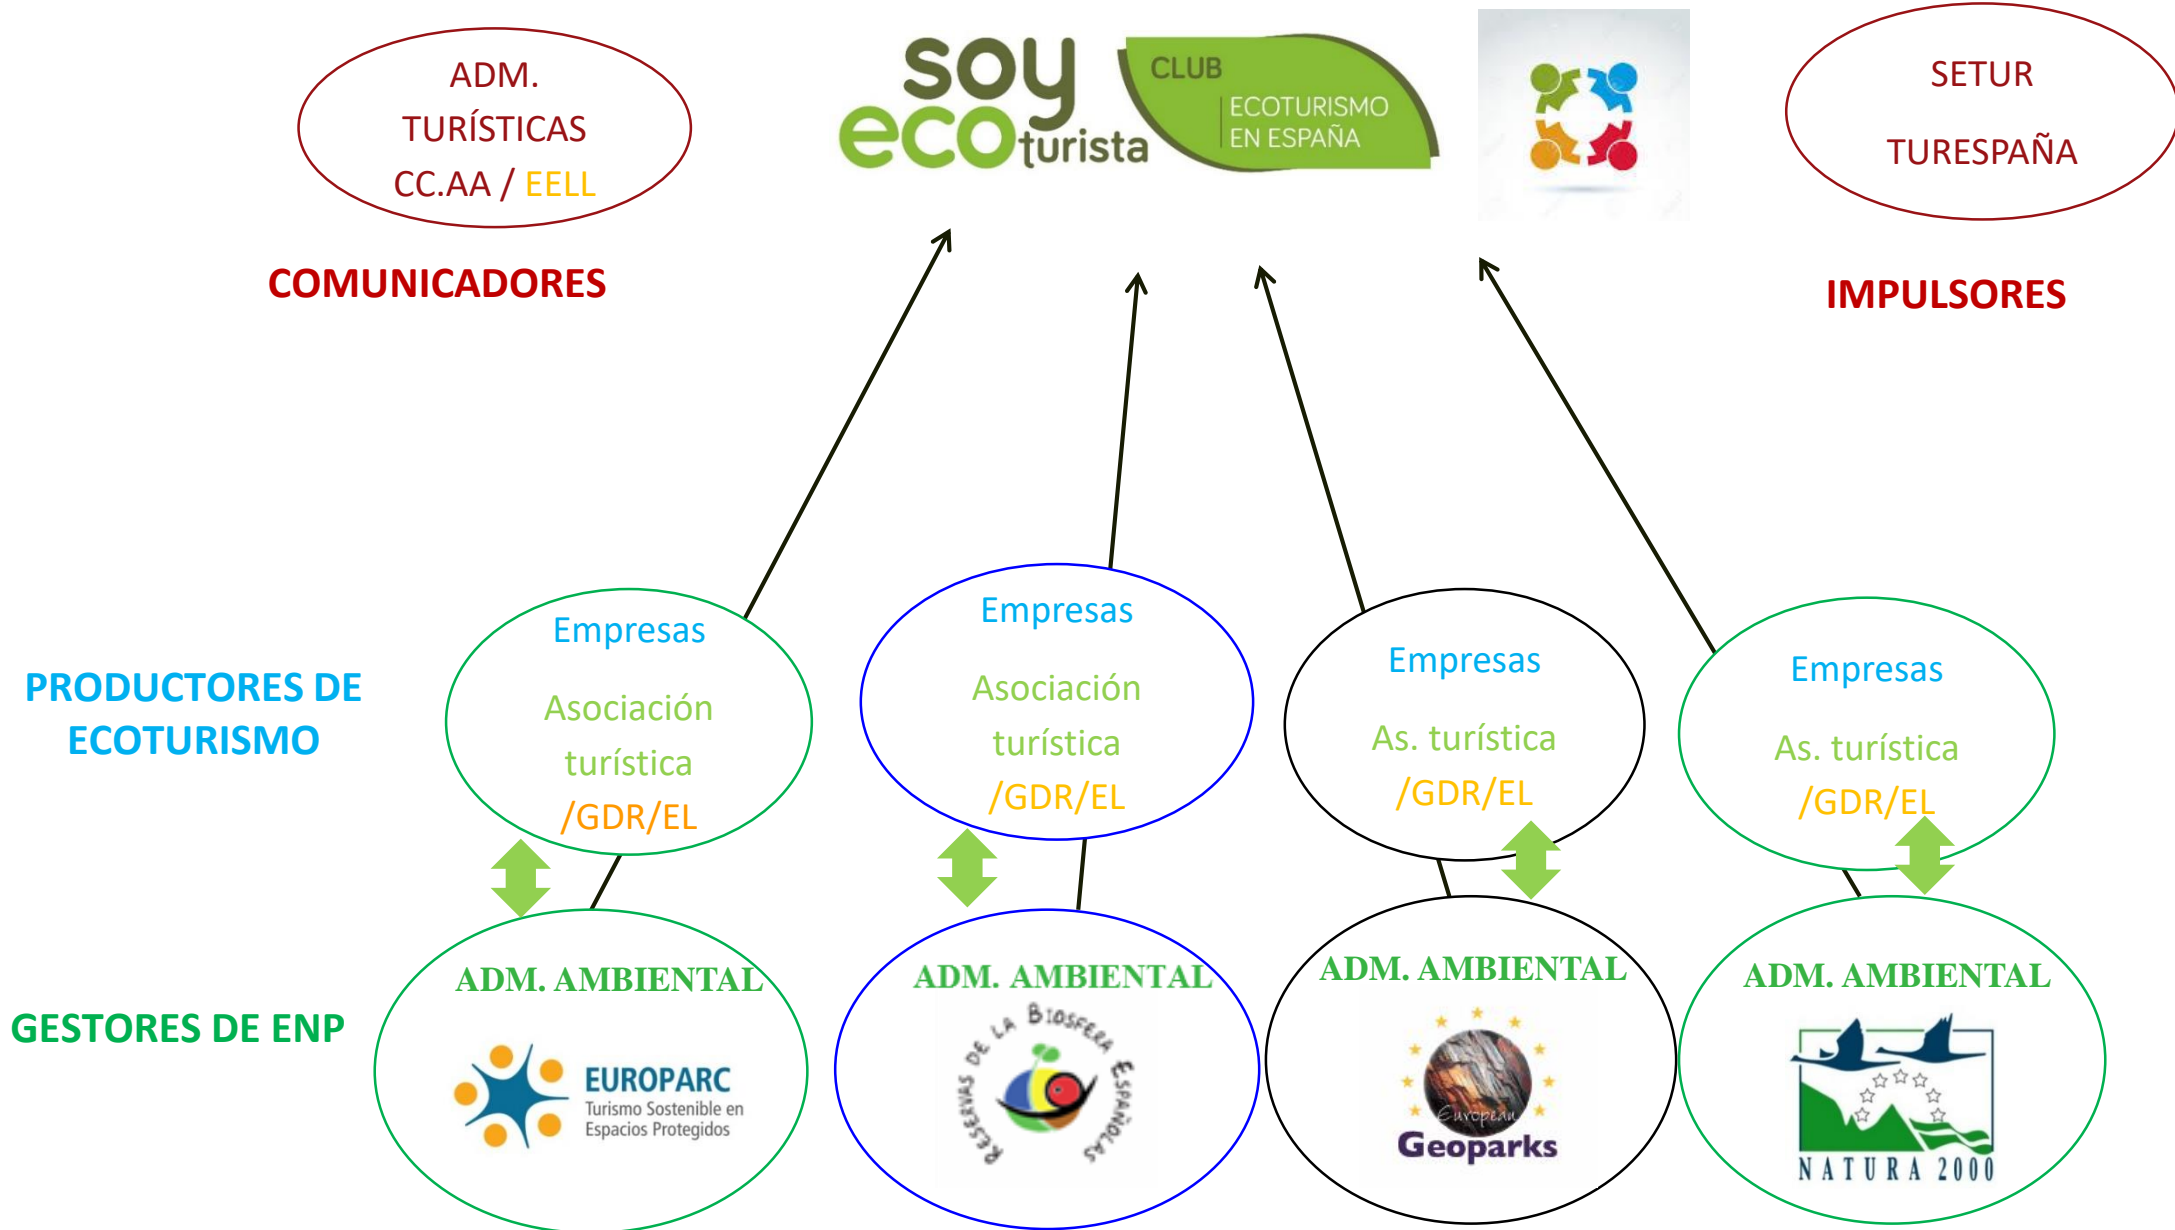 ADM.
TURÍSTICAS
CC.AA / EELL
COMUNICADORES
soy
ecoturista
CLUB
ECOTURISMO
EN ESPAÑA
SETUR
TURESPAÑA
IMPULSORES
PRODUCTORES DE
ECOTURISMO
Empresas
Asociación
turística
/GDR/EL
Empresas
Asociación
turística
/GDR/EL
Empresas
As. turística
/GDR/EL
Empresas
As. turística
/GDR/EL
GESTORES DE ENP
ADM. AMBIENTAL
EUROPARC
Turismo Sostenible en
Espacios Protegidos
ADM. AMBIENTAL
RESERVAS DE LA BIOSFERA ESPAÑOLAS
ADM. AMBIENTAL
European
Geoparks
ADM. AMBIENTAL
NATURA 2000